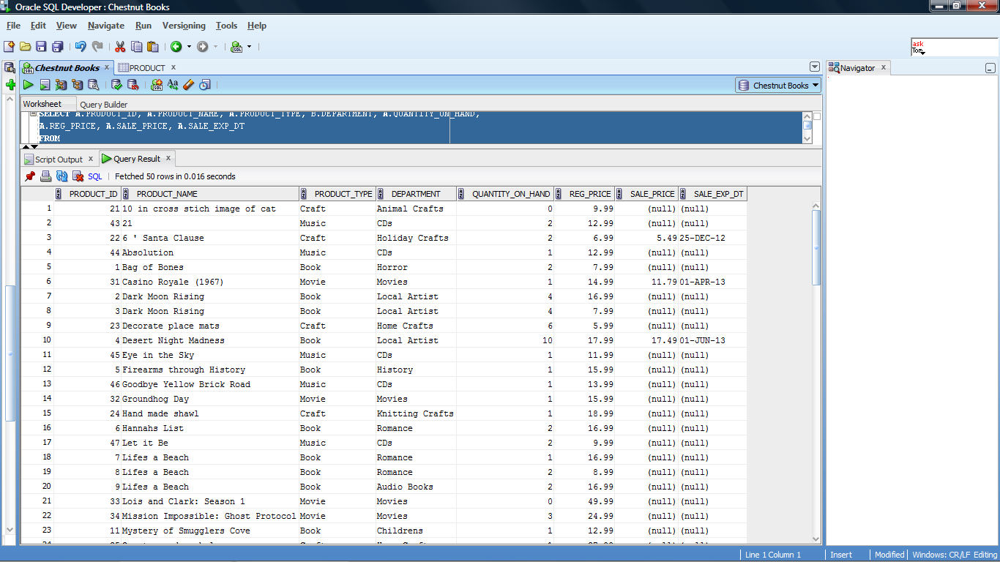 Oracle SQL Developer : Chestnut Books
File Edit View Navigate Run Versioning Tools Help
ask
Tom
Chestnut Books PRODUCT Navigator
Chestnut Books
Worksheet Query Builder
SELECT A.PRODUCT_ID, A.PRODUCT_NAME, A.PRODUCT_TYPE, B.DEPARTMENT, A.QUANTITY_ON_HAND,
A.REG_PRICE, A.SALE_PRICE, A.SALE_EXP_DT
FROM
Script Output Query Result
SQL Fetched 50 rows in 0.016 seconds
PRODUCT_ID PRODUCT_NAME PRODUCT_TYPE DEPARTMENT QUANTITY_ON_HAND REG_PRICE SALE_PRICE SALE_EXP_DT
1 21 10 in cross stich image of cat Craft Animal Crafts 0 9.99 (null) (null)
2 43 21 Music CDs 2 12.99 (null) (null)
3 22 6 ' Santa Clause Craft Holiday Crafts 2 6.99 5.49 25-DEC-12
4 44 Absolution Music CDs 1 12.99 (null) (null)
5 1 Bag of Bones Book Horror 2 7.99 (null) (null)
6 31 Casino Royale (1967) Movie Movies 1 14.99 11.79 01-APR-13
7 2 Dark Moon Rising Book Local Artist 4 16.99 (null) (null)
8 3 Dark Moon Rising Book Local Artist 4 7.99 (null) (null)
9 23 Decorate place mats Craft Home Crafts 6 5.99 (null) (null)
10 4 Desert Night Madness Book Local Artist 10 17.99 17.49 01-JUN-13
11 45 Eye in the Sky Music CDs 1 11.99 (null) (null)
12 5 Firearms through History Book History 1 15.99 (null) (null)
13 46 Goodbye Yellow Brick Road Music CDs 1 13.99 (null) (null)
14 32 Groundhog Day Movie Movies 1 15.99 (null) (null)
15 24 Hand made shawl Craft Knitting Crafts 1 18.99 (null) (null)
16 6 Hannahs List Book Romance 2 16.99 (null) (null)
17 47 Let it Be Music CDs 2 9.99 (null) (null)
18 7 Lifes a Beach Book Romance 1 16.99 (null) (null)
19 8 Lifes a Beach Book Romance 2 8.99 (null) (null)
20 9 Lifes a Beach Book Audio Books 2 16.99 (null) (null)
21 33 Lois and Clark: Season 1 Movie Movies 0 49.99 (null) (null)
22 34 Mission Impossible: Ghost Protocol Movie Movies 3 24.99 (null) (null)
23 11 Mystery of Smugglers Cove Book Childrens 1 12.99 (null) (null)
Line 1 Column 1 Insert Modified Windows: CR/LF Editing